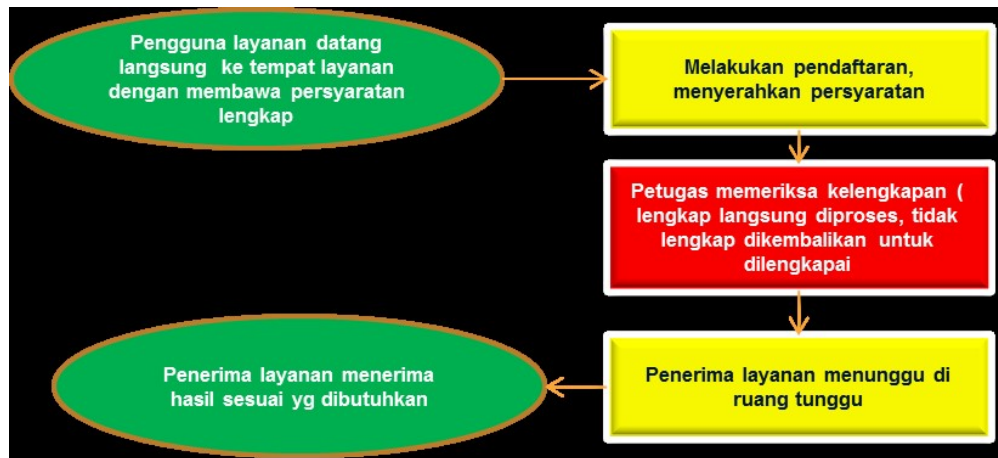 Pengguna layanan datang
langsung ke tempat layanan
dengan membawa persyaratan
lengkap
Melakukan pendaftaran,
menyerahkan persyaratan
Petugas memeriksa kelengkapan (
lengkap langsung diproses, tidak
lengkap dikembalikan untuk
dilengkapai
Penerima layanan menunggu di
ruang tunggu
Penerima layanan menerima
hasil sesuai yg dibutuhkan